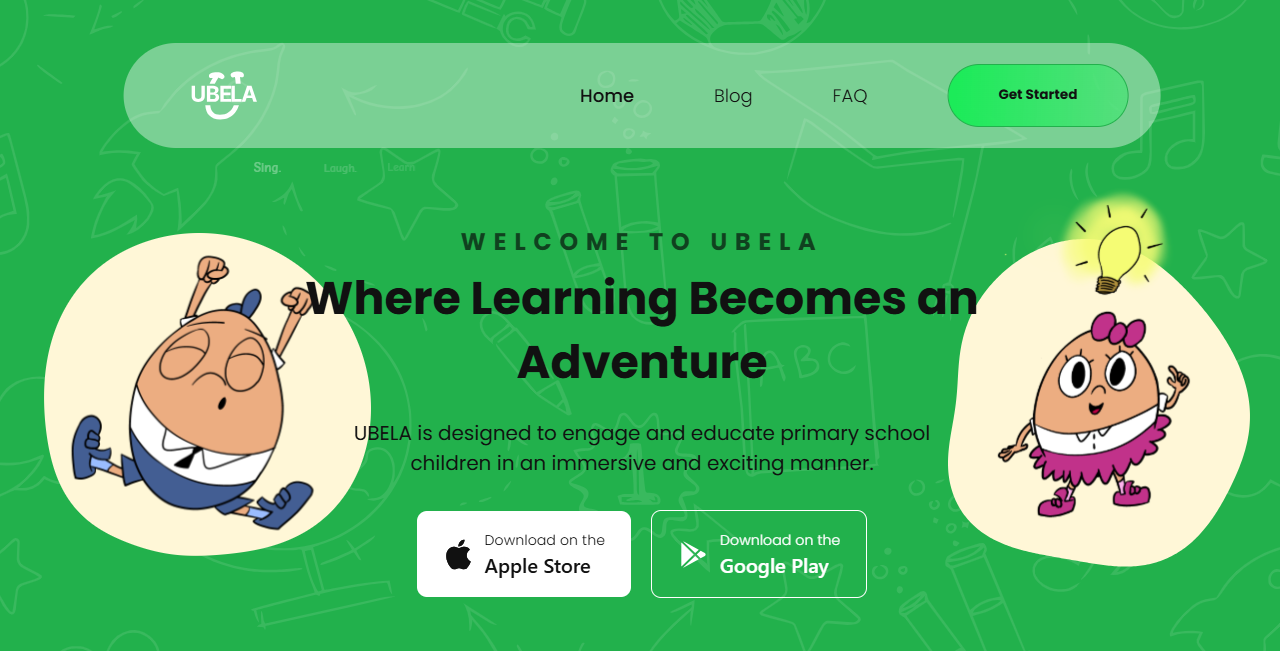 UBELA
Home
Blog
FAQ
Get Started
Sing.
Laugh.
Learn
WELCOME TO UBELA
Where Learning Becomes an
Adventure
ABC
UBELA is designed to engage and educate primary school
children in an immersive and exciting manner.
Download on the
Apple Store
Download on the
Google Play